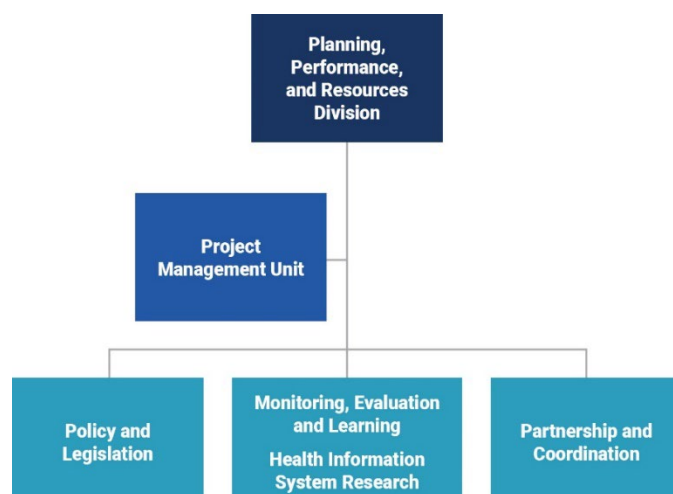 Planning,
Performance,
and Resources
Division
Project
Management Unit
Policy and
Legislation
Monitoring, Evaluation
and Learning
Health Information
System Research
Partnership and
Coordination